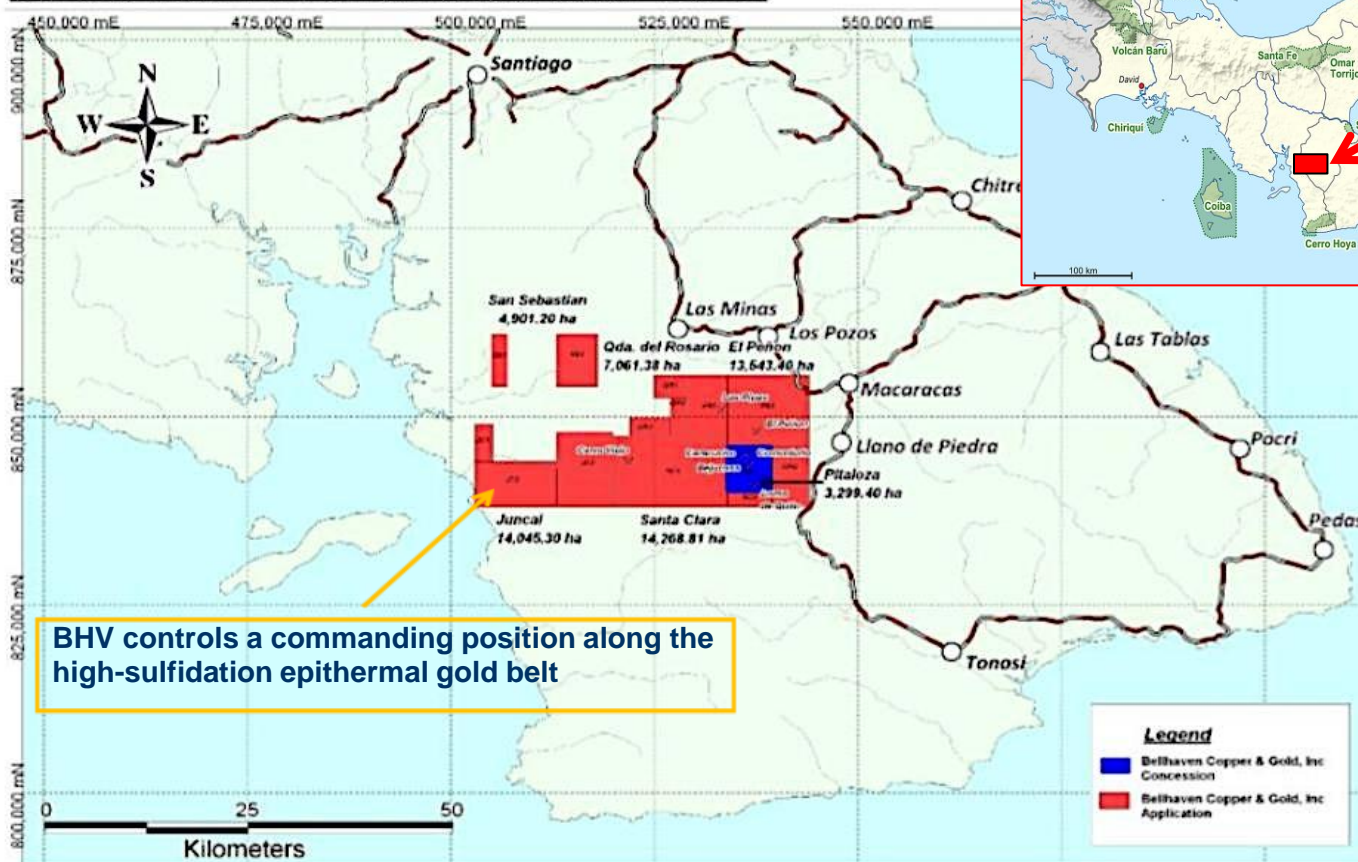 450,000 mE
475,000 mE
500,000 mE
525,000 mE
550,000 mE
900,000 mN
875,000 mN
850,000 mN
825,000 mN
800,000 mN
N
W
E
S
Santiago
Chitre
San Sebastian
4,901.20 ha
Las Minas
Los Pozos
Las Tablas
Qda. del Rosario
7,061.38 ha
El Peñon
13,643.40 ha
Macaracas
Llano de Piedra
Pocri
Pitaloza
3,299.40 ha
Juncal
14,045.30 ha
Santa Clara
14,268.81 ha
Pedas
Tonosi
BHV controls a commanding position along the
high-sulfidation epithermal gold belt
0
25
50
Kilometers
Legend
Bellhaven Copper & Gold, Inc
Concession
Bellhaven Copper & Gold, Inc
Application
Volcán Barú
David
Chiriqui
Santa Fe
Omar
Torrijo
Coiba
Cerro Hoya
100 km